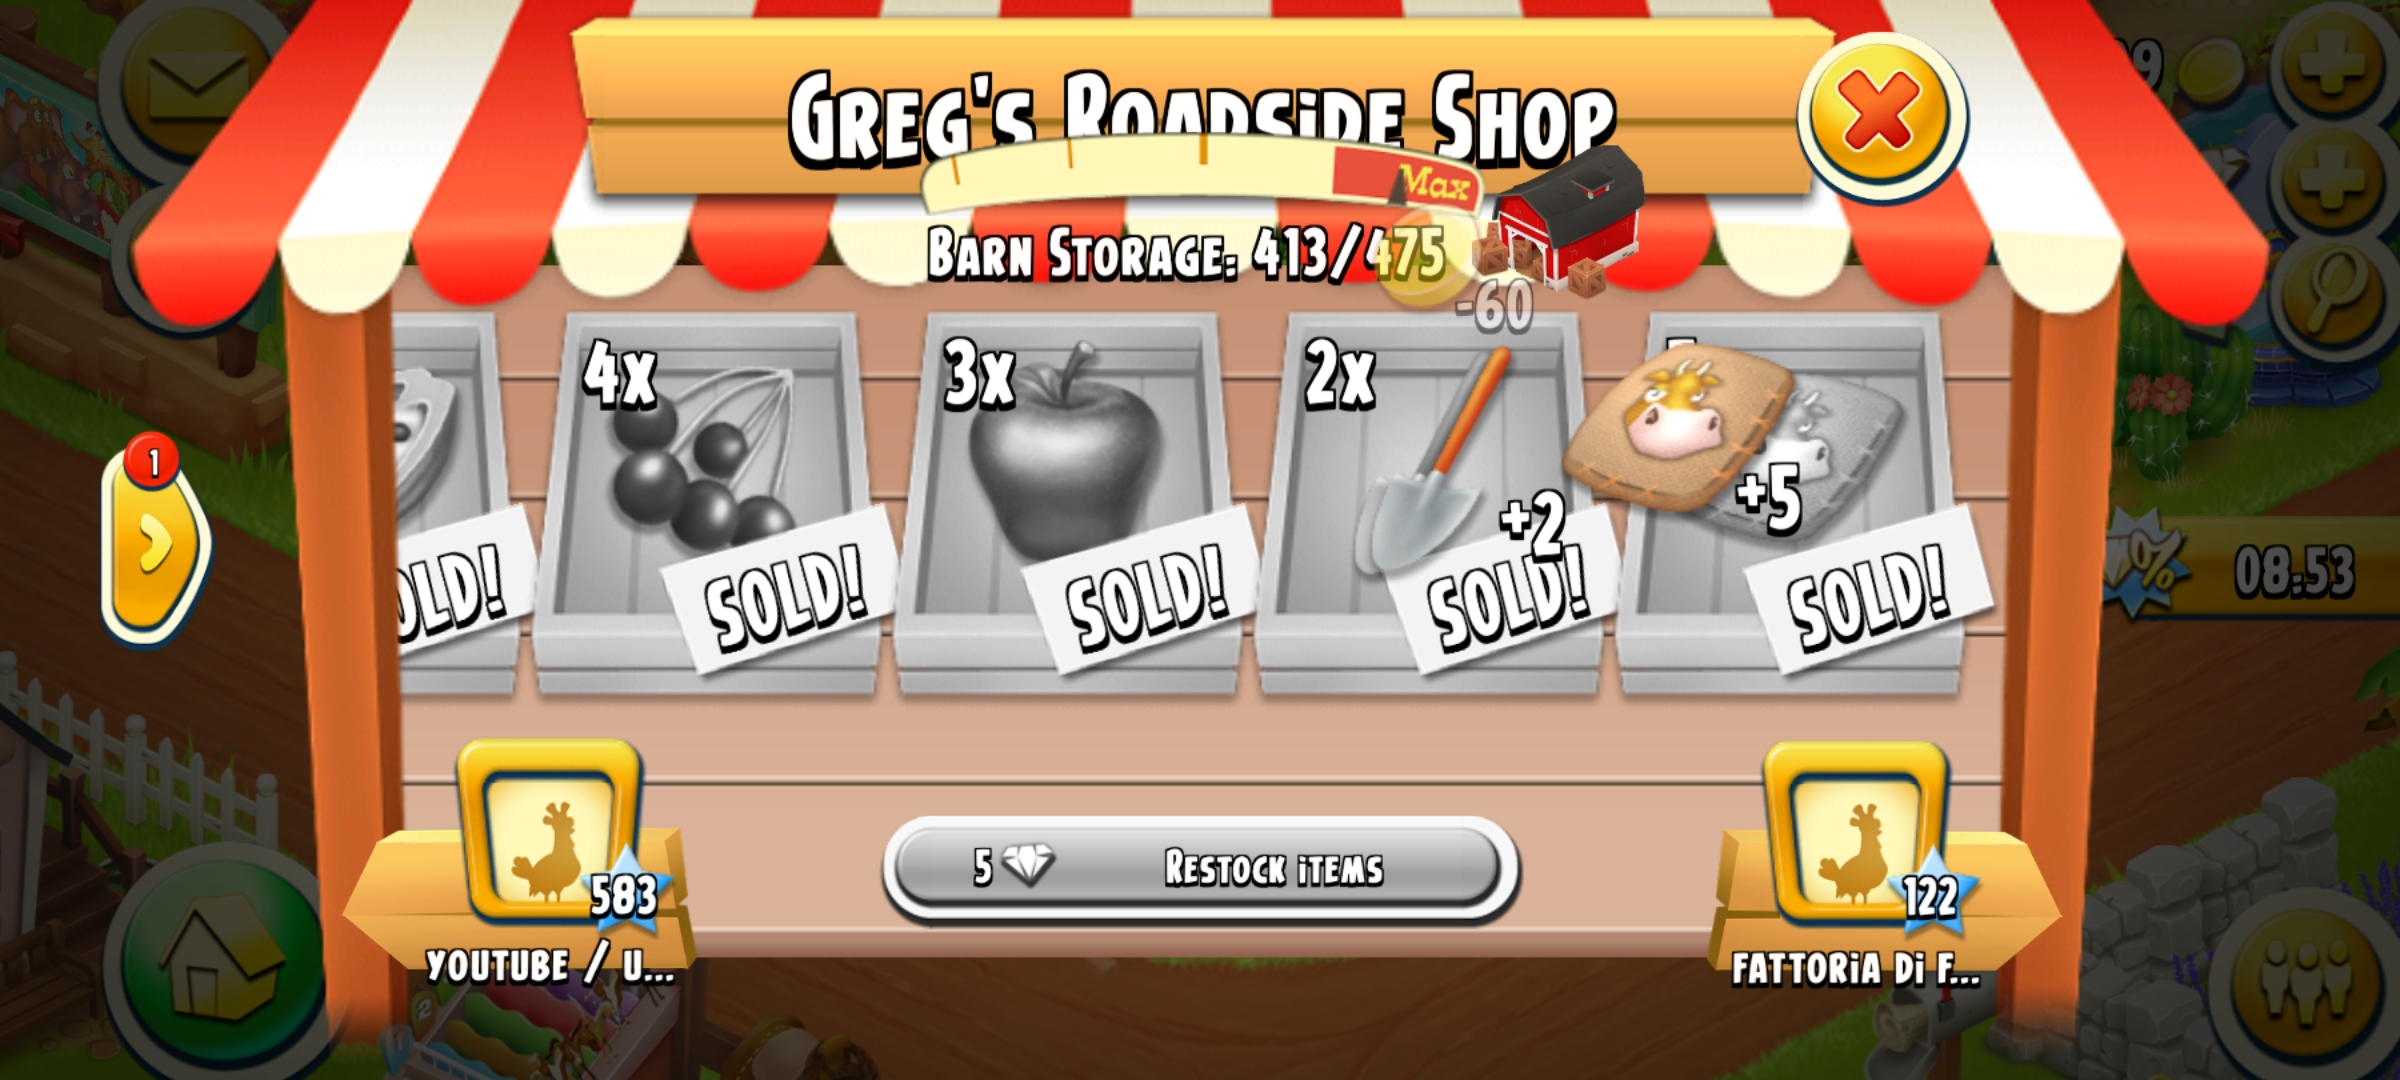 GREG'S ROADSIDE SHOP
Max
BARN STORAGE: 413/475
-60
4x
3x
2x
+2
+5
OLD!
SOLD!
SOLD!
SOLD!
SOLD!
1
08:53
583
YOUTUBE / U...
5 RESTOCK ITEMS
122
FATTORIA DI F...